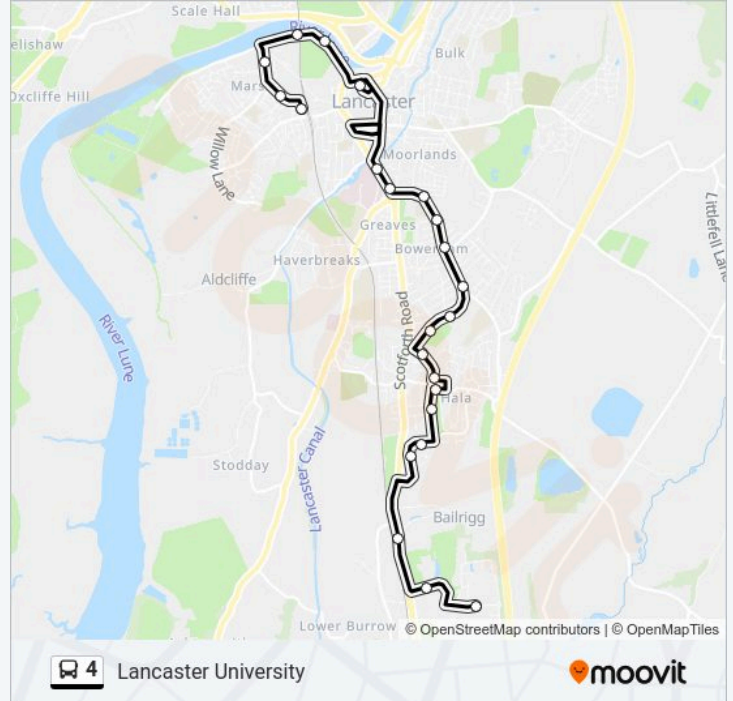 Scale Hall
elishaw
Bulk
Oxcliffe Hill
Lancaster
Willow Lane
Moorlands
Littlefell Lane
Greaves
Bowerham
Haverbreaks
Aldcliffe
River Lune
Scotforth Road
Hala
Lancaster Canal
Stodday
Bailrigg
Lower Burrow
© OpenStreetMap contributors | © OpenMapTiles
4 Lancaster University
moovit